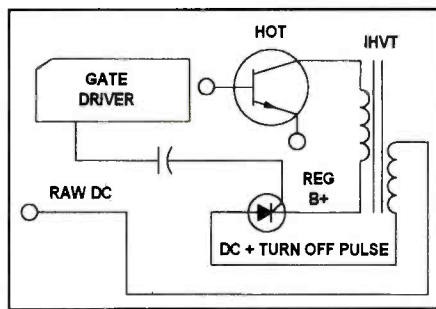 HOT
IHVT
GATE
DRIVER
RAW DC
REG
B+
DC + TURN OFF PULSE